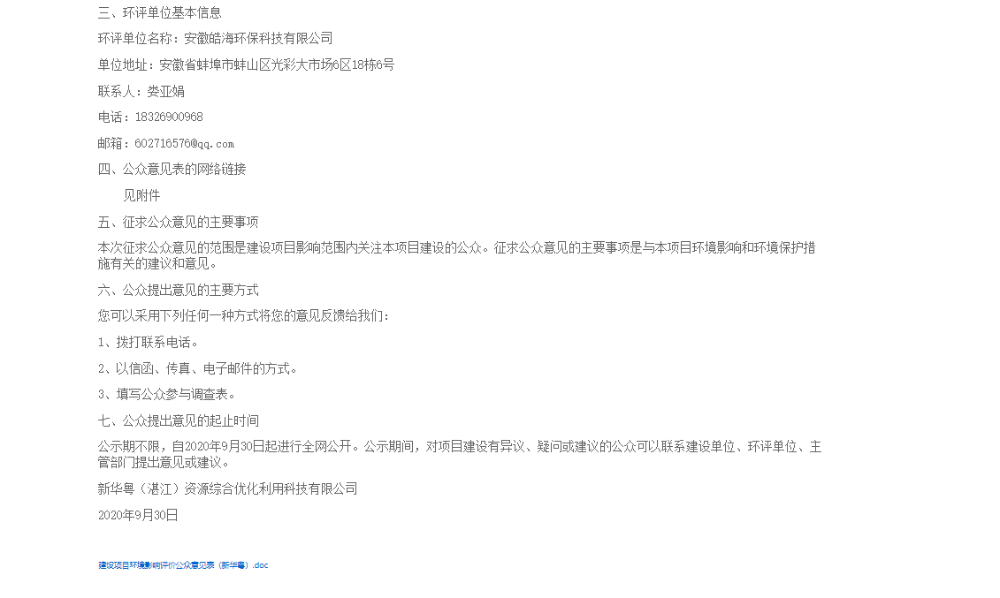 三、环评单位基本信息
环评单位名称：安徽皓海环保科技有限公司
单位地址：安徽省蚌埠市蚌山区光彩大市场6区18栋6号
联系人：娄亚娟
电话：18326900968
邮箱：602716576@qq.com
四、公众意见表的网络链接
见附件
五、征求公众意见的主要事项
本次征求公众意见的范围是建设项目影响范围内关注本项目建设的公众。征求公众意见的主要事项是与本项目环境影响和环境保护措
施有关的建议和意见。
六、公众提出意见的主要方式
您可以采用下列任何一种方式将您的意见反馈给我们：
1、拨打联系电话。
2、以信函、传真、电子邮件的方式。
3、填写公众参与调查表。
七、公众提出意见的起止时间
公示期不限，自2020年9月30日起进行全网公开。公示期间，对项目建设有异议、疑问或建议的公众可以联系建设单位、环评单位、主
管部门提出意见或建议。
新华粤（湛江）资源综合优化利用科技有限公司
2020年9月30日
建设项目环境影响评价公众意见表（新华粤）.doc